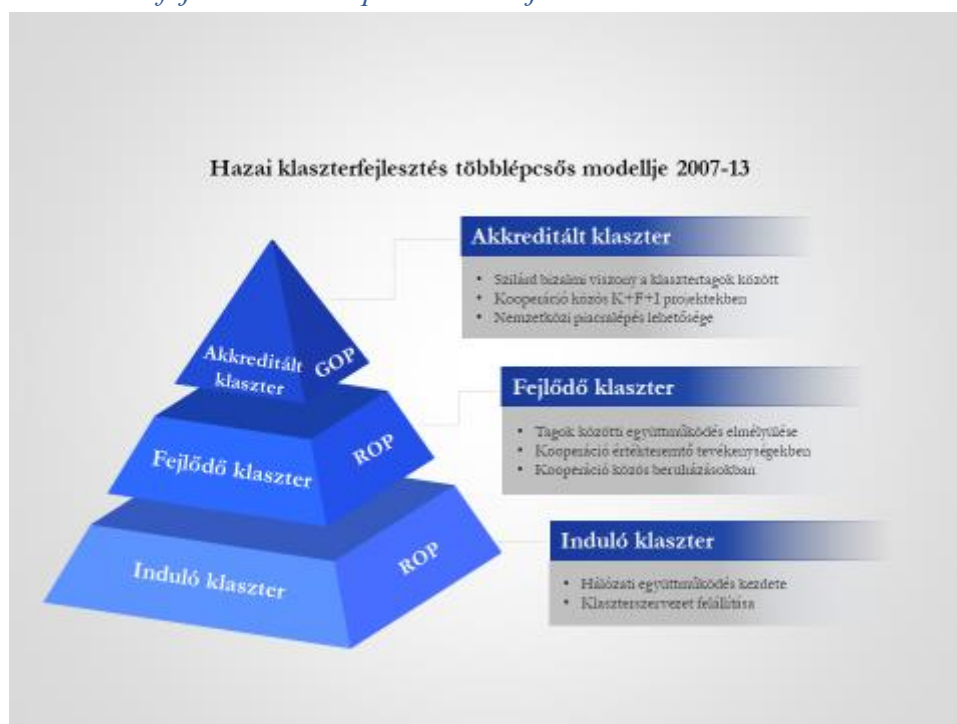 Hazai klaszterfejlesztés többlépcsős modellje 2007-13
Akkreditált klaszter
• Szilárd bizalmi viszony a klasztertagok között
• Kooperáció közös K+F+I projektekben
• Nemzetközi piacralépés lehetősége
Akkreditált
klaszter
GOP
Fejlődő klaszter
• Tagok közötti együttműködés elmélyülése
• Kooperáció értékteremtő tevékenységekben
• Kooperáció közös beruházásokban
Fejlődő klaszter
ROP
Induló klaszter
• Hálózati együttműködés kezdete
• Klaszterszervezet felállítása
Induló klaszter
ROP